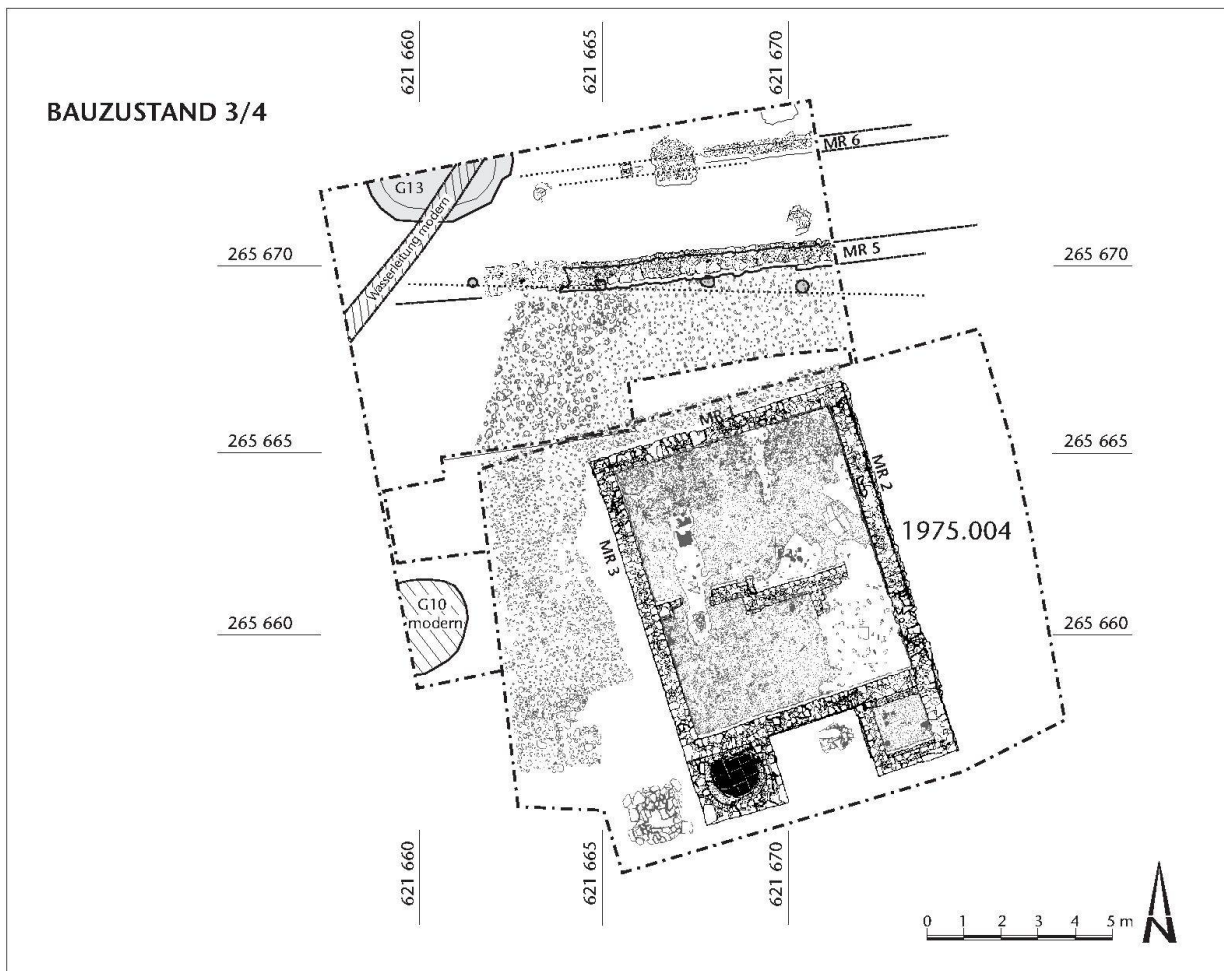 621 660
621 665
621 670
BAUZUSTAND 3/4
MR 6
G13
Wasserleitung modern
265 670
MR 5
265 670
MR
265 665
265 665
MR 2
1975.004
MR 3
G10
modern
265 660
265 660
621 660
621 665
621 670
0 1 2 3 4 5 m
N